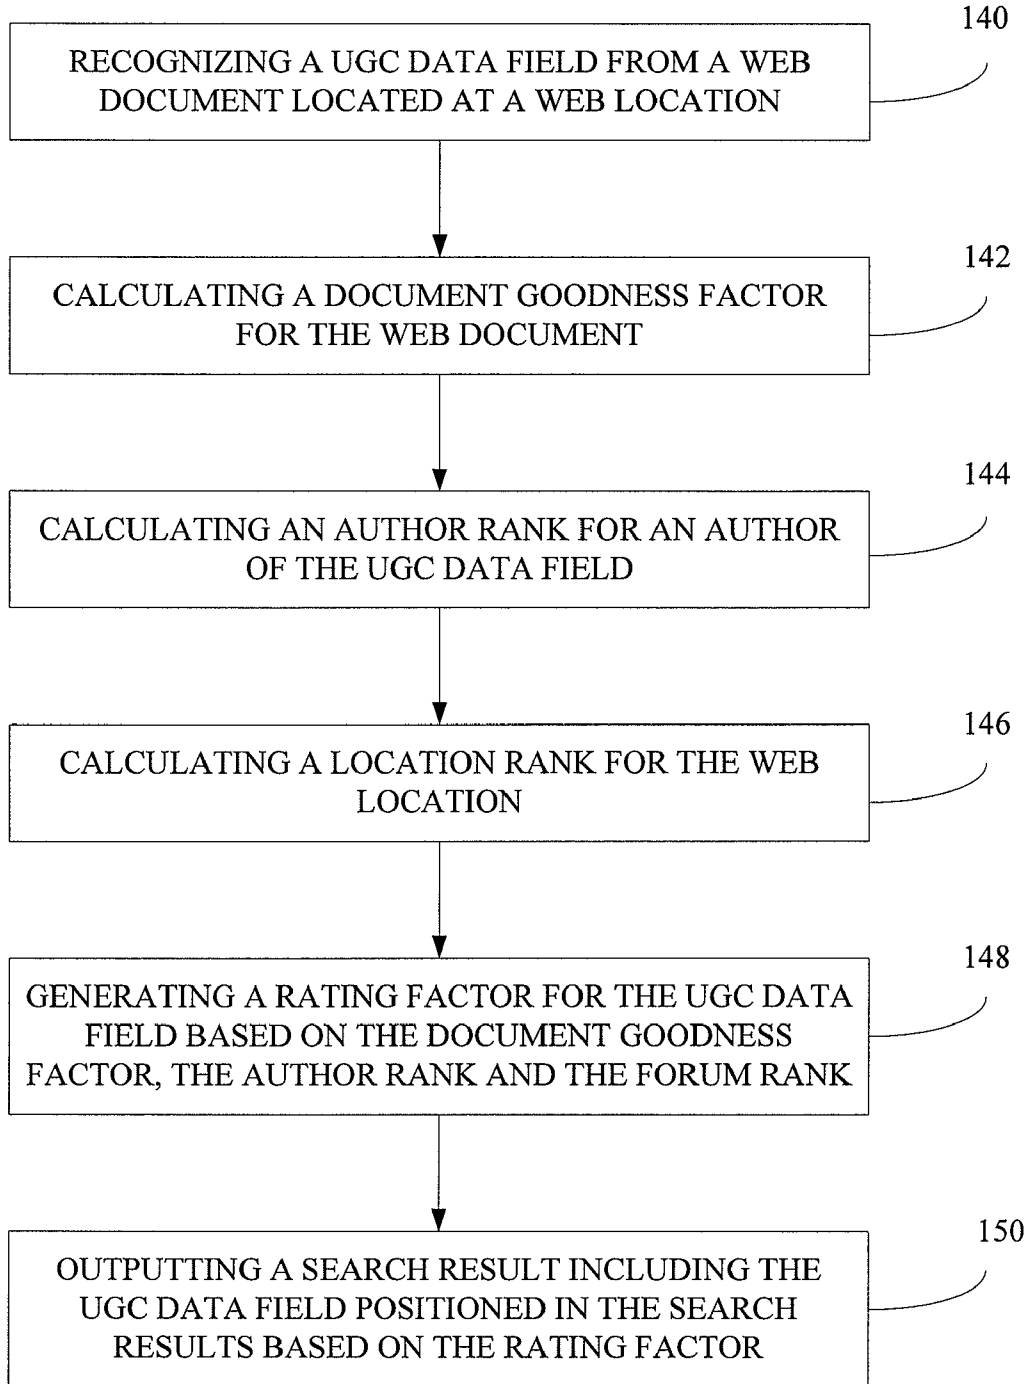 140
RECOGNIZING A UGC DATA FIELD FROM A WEB
DOCUMENT LOCATED AT A WEB LOCATION
142
CALCULATING A DOCUMENT GOODNESS FACTOR
FOR THE WEB DOCUMENT
144
CALCULATING AN AUTHOR RANK FOR AN AUTHOR
OF THE UGC DATA FIELD
146
CALCULATING A LOCATION RANK FOR THE WEB
LOCATION
148
GENERATING A RATING FACTOR FOR THE UGC DATA
FIELD BASED ON THE DOCUMENT GOODNESS
FACTOR, THE AUTHOR RANK AND THE FORUM RANK
150
OUTPUTTING A SEARCH RESULT INCLUDING THE
UGC DATA FIELD POSITIONED IN THE SEARCH
RESULTS BASED ON THE RATING FACTOR